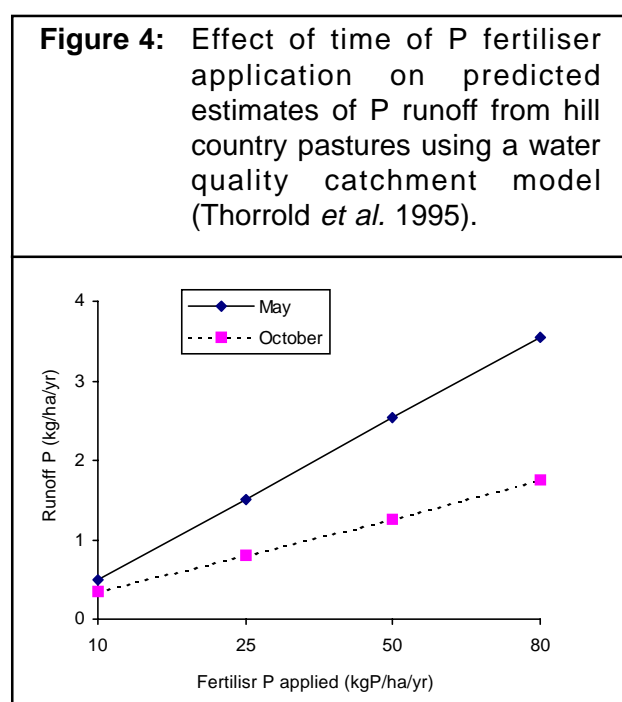 Figure 4: Effect of time of P fertiliser
application on predicted
estimates of P runoff from hill
country pastures using a water
quality catchment model
(Thorrold et al. 1995).
May
October
Runoff P (kg/ha/yr)
4
3
2
1
0
10 25 50 80
Fertilisr P applied (kgP/ha/yr)